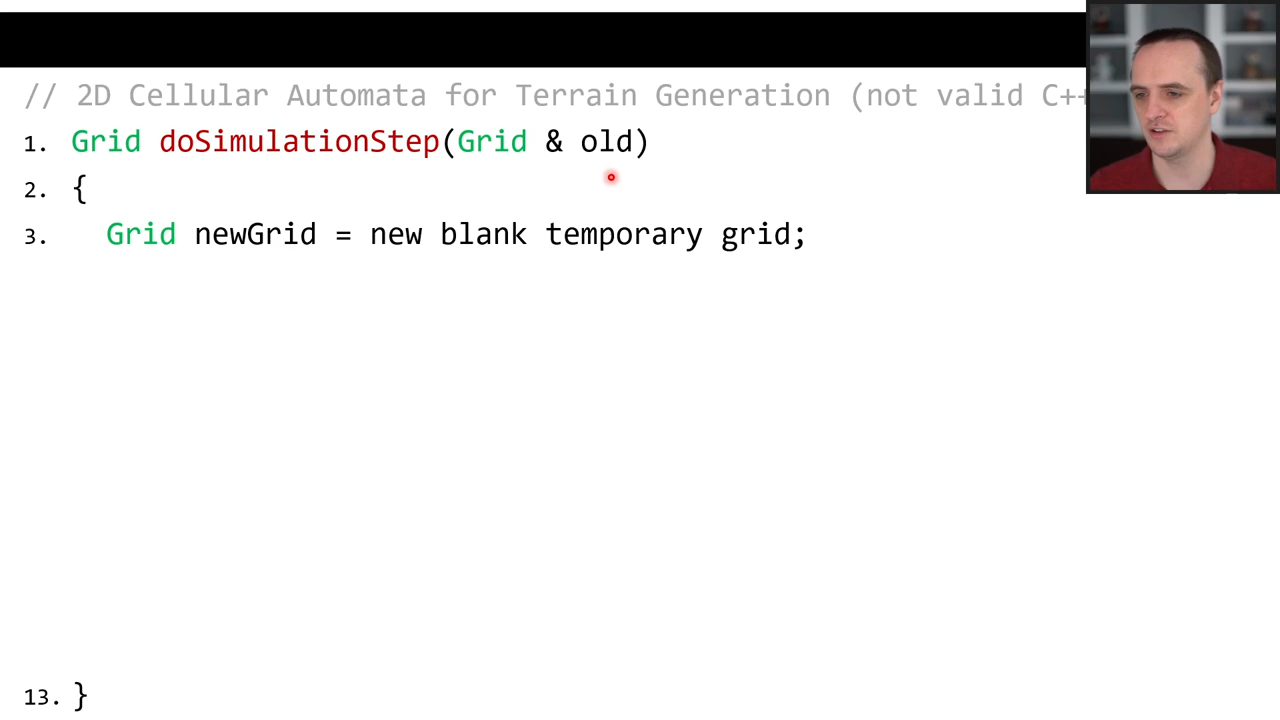 // 2D Cellular Automata for Terrain Generation (not valid C++
1. Grid doSimulationStep(Grid & old)
2. {
3. Grid newGrid = new blank temporary grid;
13. }